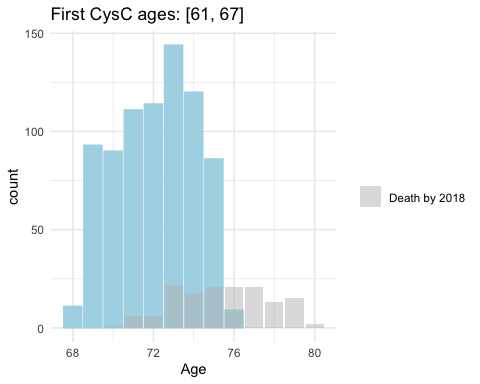 First CysC ages: [61, 67]
150
100
50
0
count
68 72 76 80
Age
Death by 2018